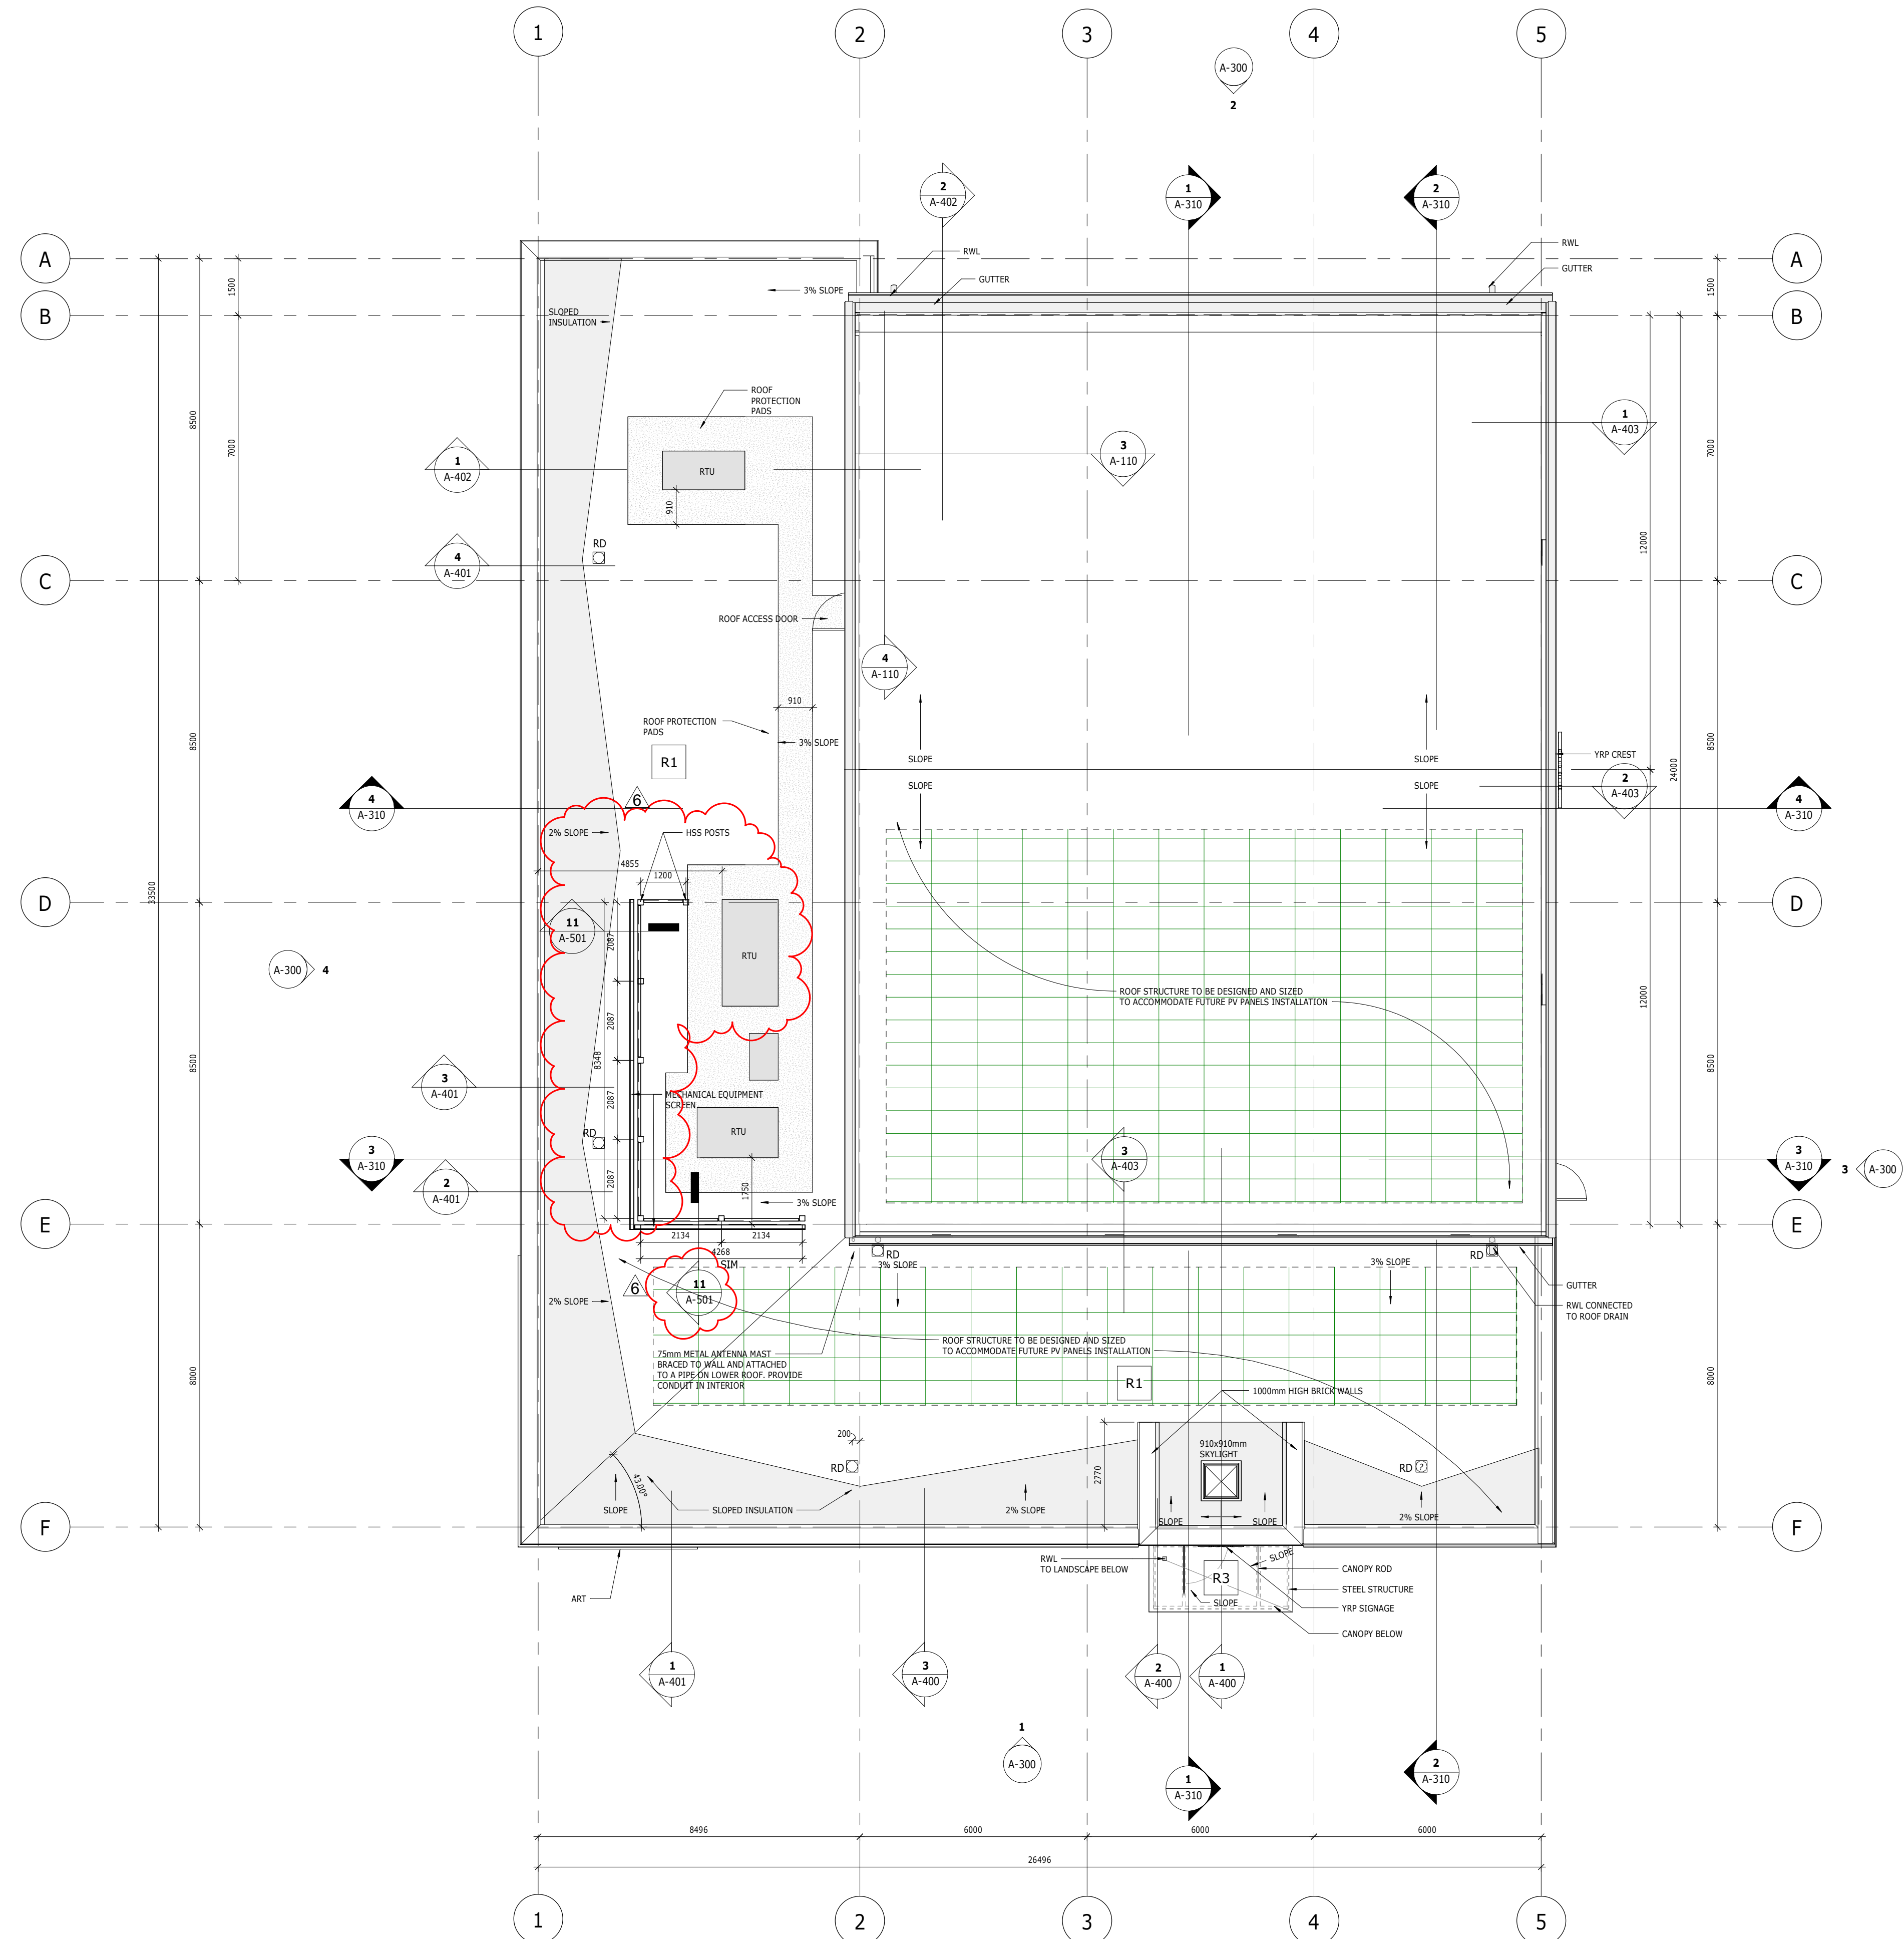 1
2
3
4
5
A-300
2
2
A-402
1
A-310
2
A-310
A
A
RWL
RWL
GUTTER
GUTTER
3% SLOPE
1500
1500
B
B
SLOPED
INSULATION
ROOF
PROTECTION
PADS
8500
7000
1
A-403
3
A-110
7000
1
A-402
RTU
910
12000
RD
4
A-401
C
C
ROOF ACCESS DOOR
4
A-110
910
ROOF PROTECTION
PADS
3% SLOPE
R1
8500
SLOPE
SLOPE
YRP CREST
8500
24000
SLOPE
SLOPE
2
A-403
4
A-310
6
4
A-310
2% SLOPE
HSS POSTS
4855
1200
33500
D
D
11
A-501
2087
RTU
A-300
4
ROOF STRUCTURE TO BE DESIGNED AND SIZED
TO ACCOMMODATE FUTURE PV PANELS INSTALLATION
12000
2087
8348
8500
8500
3
A-401
MECHANICAL EQUIPMENT
SCREEN
2087
RD
RTU
3
A-310
3
A-403
3
A-310
3
A-300
2
A-401
2087
1750
3% SLOPE
E
E
2134
2134
4268
SIM
RD
3% SLOPE
RD
3% SLOPE
GUTTER
6
11
A-501
2% SLOPE
RWL CONNECTED
TO ROOF DRAIN
ROOF STRUCTURE TO BE DESIGNED AND SIZED
TO ACCOMMODATE FUTURE PV PANELS INSTALLATION
75mm METAL ANTENNA MAST
BRACED TO WALL AND ATTACHED
TO A PIPE ON LOWER ROOF. PROVIDE
CONDUIT IN INTERIOR
8000
8000
R1
1000mm HIGH BRICK WALLS
200
910x910mm
SKYLIGHT
RD
RD
?
2770
43.00°
SLOPE
SLOPED INSULATION
2% SLOPE
SLOPE
SLOPE
2% SLOPE
F
F
RWL
TO LANDSCAPE BELOW
SLOPE
CANOPY ROD
R3
STEEL STRUCTURE
ART
SLOPE
YRP SIGNAGE
CANOPY BELOW
1
A-401
3
A-400
2
A-400
1
A-400
1
A-300
1
A-310
2
A-310
8496
6000
6000
6000
26496
1
2
3
4
5